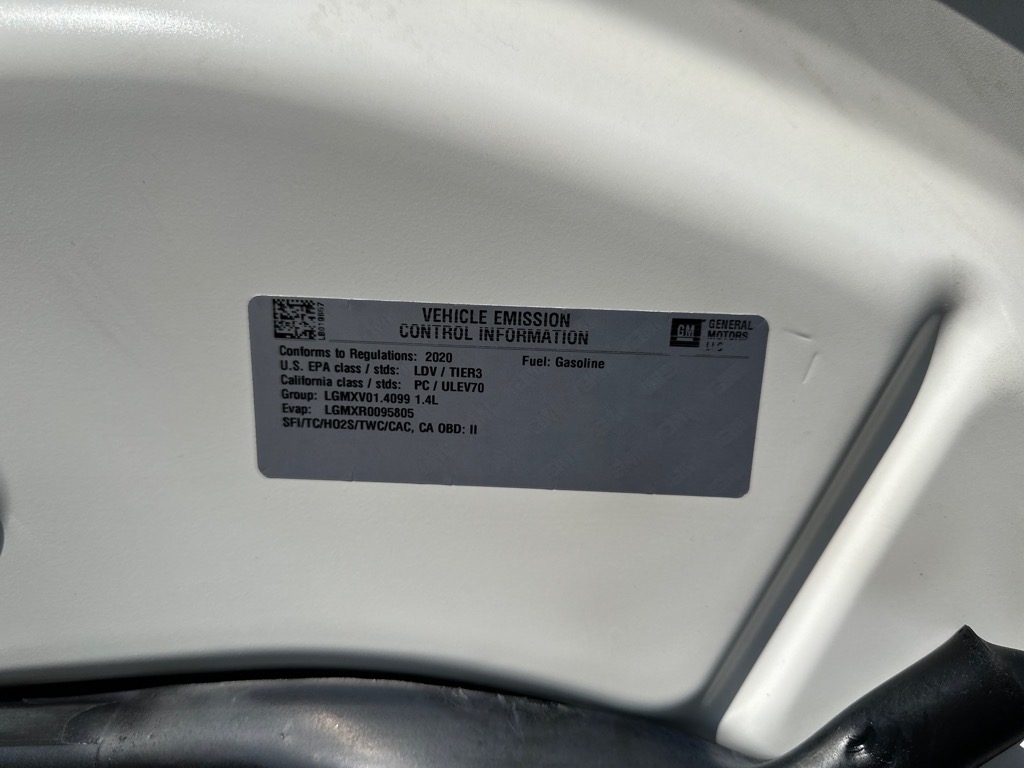 VEHICLE EMISSION
CONTROL INFORMATION
GM
GENERAL
MOTORS
LLC
Conforms to Regulations: 2020
Fuel: Gasoline
U.S. EPA class / stds: LDV / TIER3
California class / stds: PC / ULEV70
Group: LGMXV01.4099 1.4L
Evap: LGMXR0095805
SFI/TC/HO2S/TWC/CAC, CA OBD: II